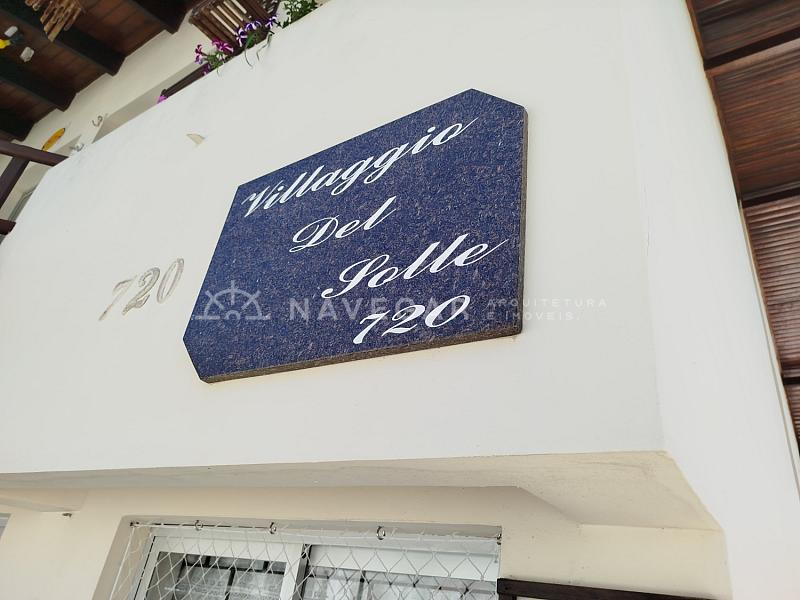 Villaggio
Del
Solle
720
720
NAVEGAR ARQUITETURA
E IMÓVEIS.